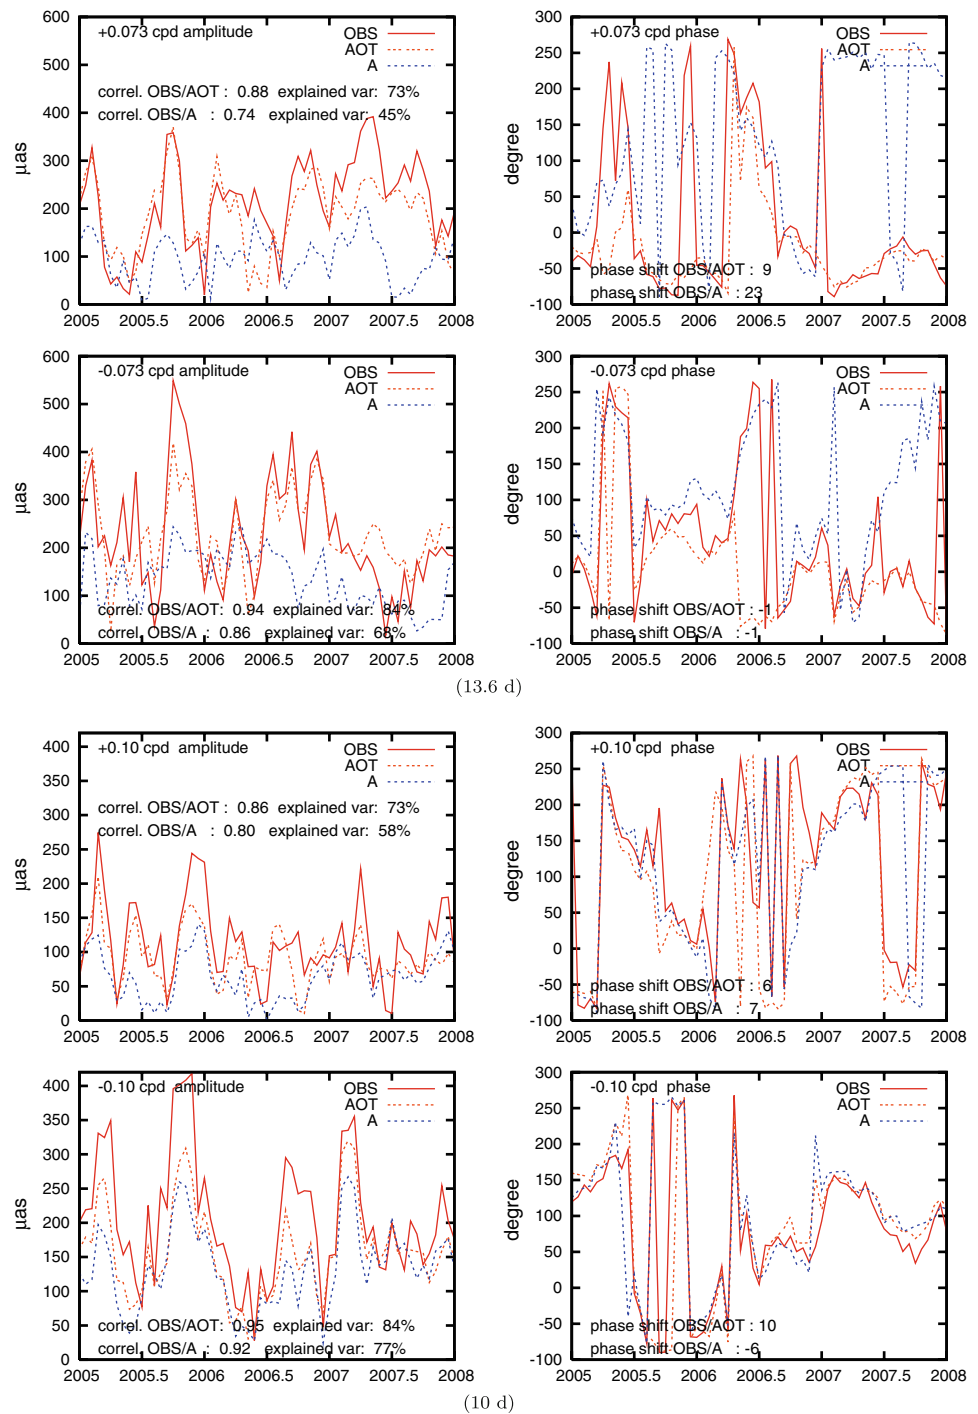 +0.073 cpd amplitude
OBS
AOT
A
correl. OBS/AOT : 0.88 explained var: 73%
correl. OBS/A : 0.74 explained var: 45%
µas
600
500
400
300
200
100
0
2005 2005.5 2006 2006.5 2007 2007.5 2008
+0.073 cpd phase
OBS
AOT
A
degree
300
250
200
150
100
50
0
-50
-100
phase shift OBS/AOT : 9
phase shift OBS/A : 23
2005 2005.5 2006 2006.5 2007 2007.5 2008
-0.073 cpd amplitude
OBS
AOT
A
µas
600
500
400
300
200
100
0
correl. OBS/AOT: 0.94 explained var: 84%
correl. OBS/A : 0.86 explained var: 68%
2005 2005.5 2006 2006.5 2007 2007.5 2008
-0.073 cpd phase
OBS
AOT
A
degree
300
250
200
150
100
50
0
-50
-100
phase shift OBS/AOT : -1
phase shift OBS/A : -1
2005 2005.5 2006 2006.5 2007 2007.5 2008
(13.6 d)
+0.10 cpd amplitude
OBS
AOT
A
correl. OBS/AOT : 0.86 explained var: 73%
correl. OBS/A : 0.80 explained var: 58%
µas
400
350
300
250
200
150
100
50
0
2005 2005.5 2006 2006.5 2007 2007.5 2008
+0.10 cpd phase
OBS
AOT
A
degree
300
250
200
150
100
50
0
-50
-100
phase shift OBS/AOT : 6
phase shift OBS/A : 7
2005 2005.5 2006 2006.5 2007 2007.5 2008
-0.10 cpd amplitude
OBS
AOT
A
µas
400
350
300
250
200
150
100
50
0
correl. OBS/AOT: 0.95 explained var: 84%
correl. OBS/A : 0.92 explained var: 77%
2005 2005.5 2006 2006.5 2007 2007.5 2008
-0.10 cpd phase
OBS
AOT
A
degree
300
250
200
150
100
50
0
-50
-100
phase shift OBS/AOT : 10
phase shift OBS/A : -6
2005 2005.5 2006 2006.5 2007 2007.5 2008
(10 d)